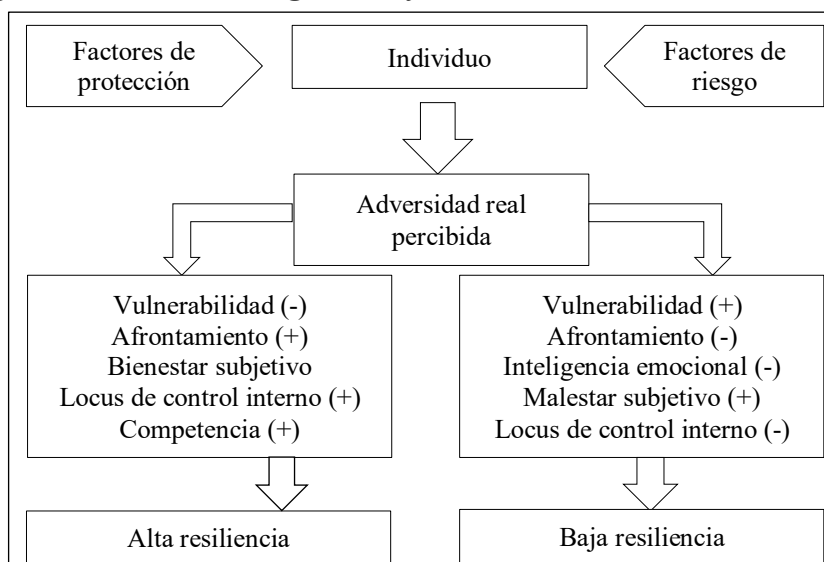 Factores de
protección
Individuo
Factores de
riesgo
Adversidad real
percibida
Vulnerabilidad (-)
Afrontamiento (+)
Bienestar subjetivo
Locus de control interno (+)
Competencia (+)
Vulnerabilidad (+)
Afrontamiento (-)
Inteligencia emocional (-)
Malestar subjetivo (+)
Locus de control interno (-)
Alta resiliencia
Baja resiliencia